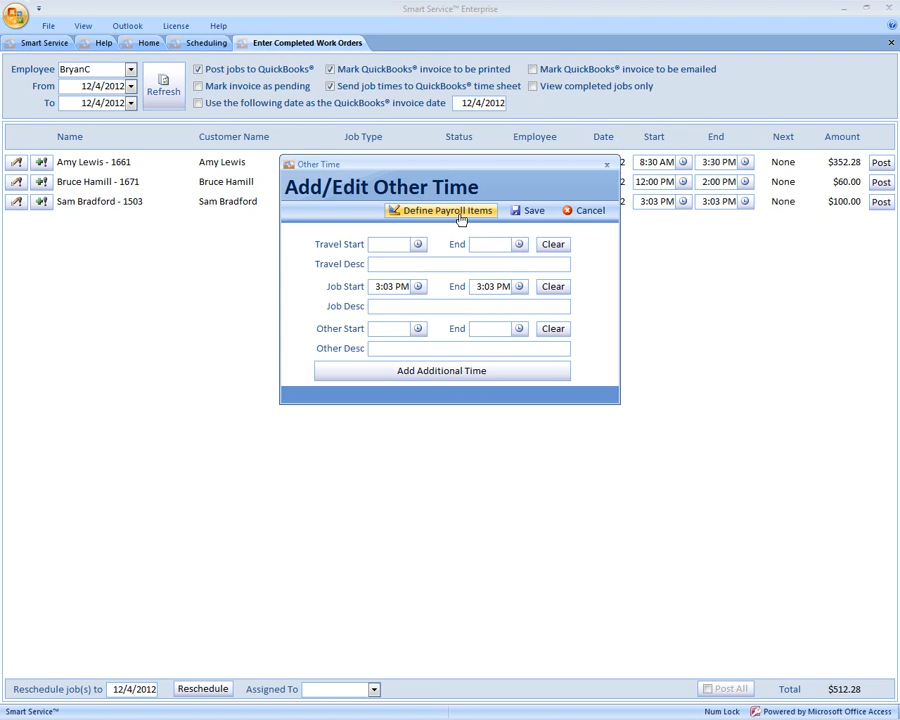 Smart Service™ Enterprise
File View Outlook License Help
Smart Service Help Home Scheduling Enter Completed Work Orders
Employee BryanC Post jobs to QuickBooks® Mark QuickBooks® invoice to be printed Mark QuickBooks® invoice to be emailed
From 12/4/2012 Refresh Mark invoice as pending Send job times to QuickBooks® time sheet View completed jobs only
To 12/4/2012 Use the following date as the QuickBooks® invoice date 12/4/2012
Name Customer Name Job Type Status Employee Date Start End Next Amount
Amy Lewis - 1661 Amy Lewis 2 8:30 AM 3:30 PM None $352.28 Post
Bruce Hamill - 1671 Bruce Hamill 2 12:00 PM 2:00 PM None $60.00 Post
Sam Bradford - 1503 Sam Bradford 2 3:03 PM 3:03 PM None $100.00 Post
Other Time
Add/Edit Other Time
Define Payroll Items Save Cancel
Travel Start End Clear
Travel Desc
Job Start 3:03 PM End 3:03 PM Clear
Job Desc
Other Start End Clear
Other Desc
Add Additional Time
Reschedule job(s) to 12/4/2012 Reschedule Assigned To Post All Total $512.28
Smart Service™ Num Lock Powered by Microsoft Office Access